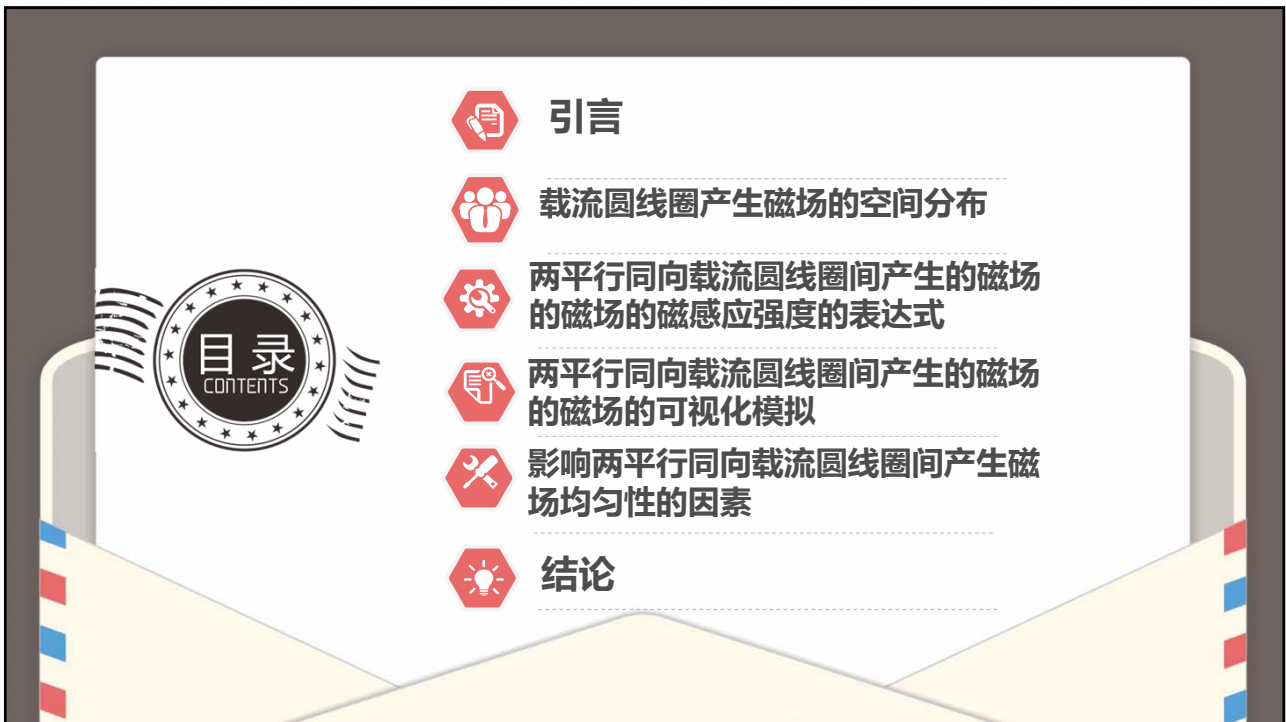 引言
载流圆线圈产生磁场的空间分布
两平行同向载流圆线圈间产生的磁场
的磁场的磁感应强度的表达式
目录
CONTENTS
两平行同向载流圆线圈间产生的磁场
的磁场的可视化模拟
影响两平行同向载流圆线圈间产生磁
场均匀性的因素
结论